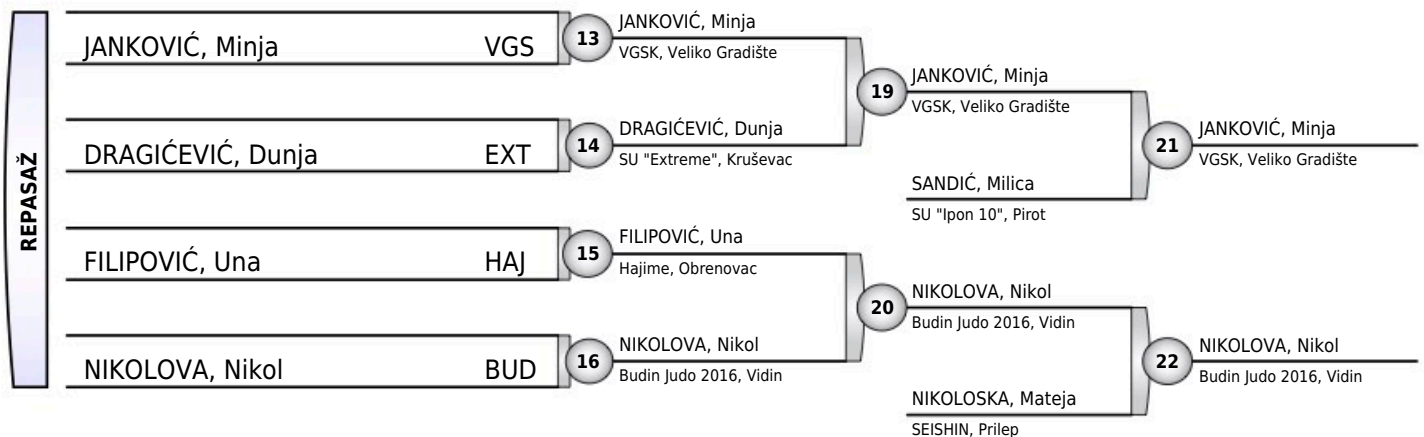 REPASAŽ
JANKOVIĆ, Minja VGS
DRAGIĆEVIĆ, Dunja EXT
FILIPOVIĆ, Una HAJ
NIKOLOVA, Nikol BUD
13
JANKOVIĆ, Minja
VGSK, Veliko Gradište
14
DRAGIĆEVIĆ, Dunja
SU "Extreme", Kruševac
15
FILIPOVIĆ, Una
Hajime, Obrenovac
16
NIKOLOVA, Nikol
Budin Judo 2016, Vidin
19
JANKOVIĆ, Minja
VGSK, Veliko Gradište
SANDIĆ, Milica
SU "Ipon 10", Pirot
20
NIKOLOVA, Nikol
Budin Judo 2016, Vidin
NIKOLOSKA, Mateja
SEISHIN, Prilep
21
JANKOVIĆ, Minja
VGSK, Veliko Gradište
22
NIKOLOVA, Nikol
Budin Judo 2016, Vidin